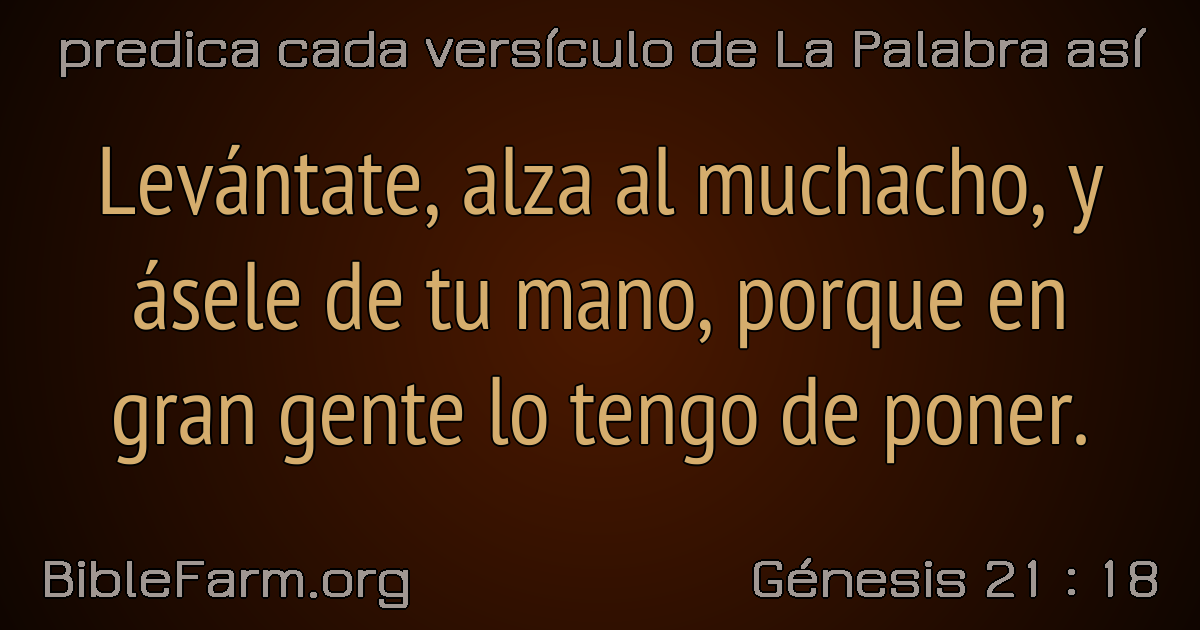 predica cada versículo de La Palabra así
Levántate, alza al muchacho, y
ásele de tu mano, porque en
gran gente lo tengo de poner.
BibleFarm.org
Génesis 21 : 18